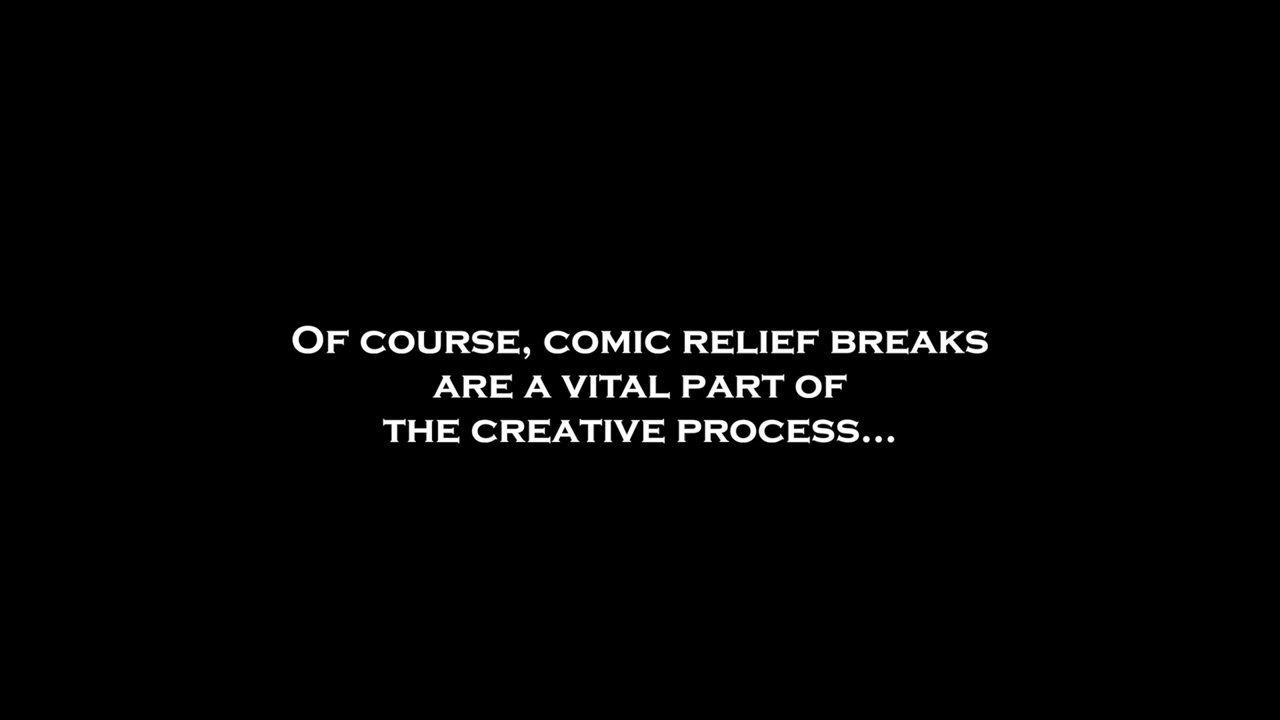 Of course, comic relief breaks
are a vital part of
the creative process...